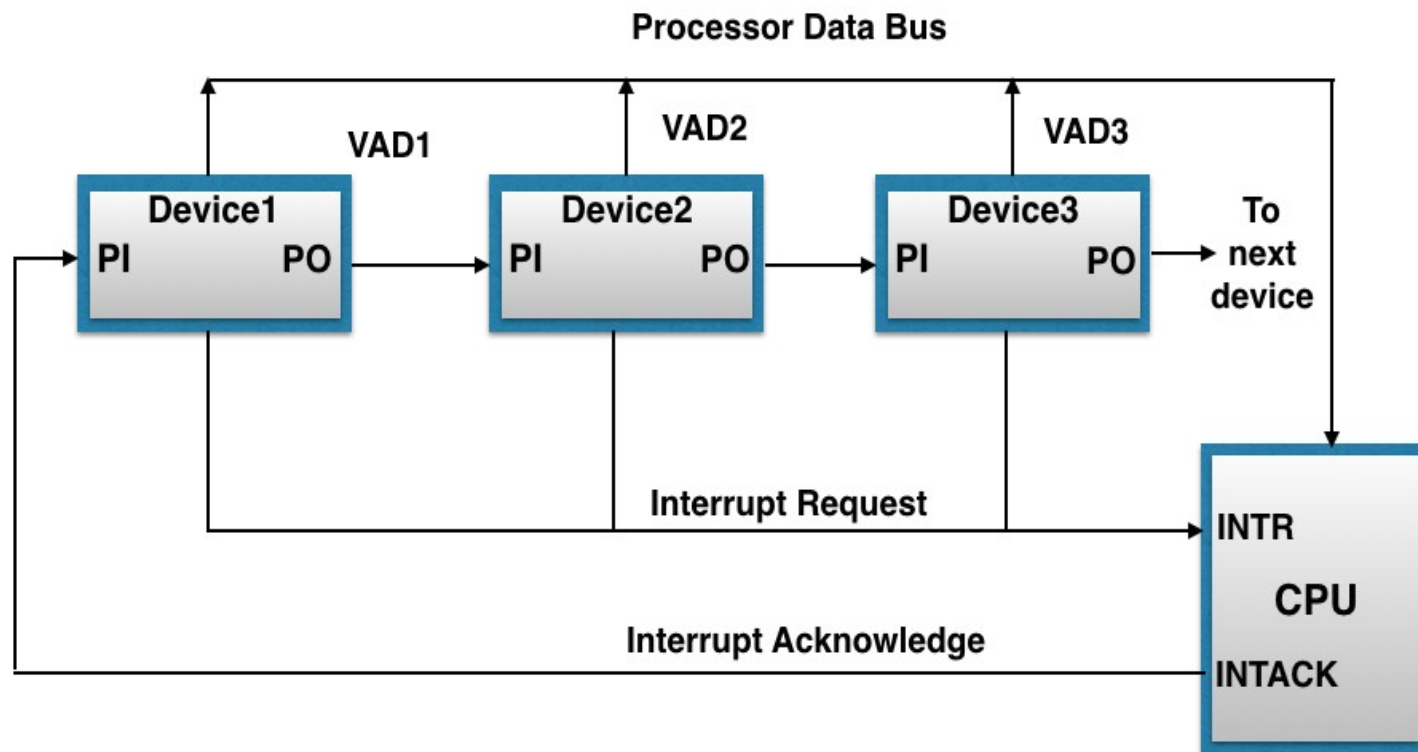 Processor Data Bus
VAD1
VAD2
VAD3
Device1
PI
PO
Device2
PI
PO
Device3
PI
PO
To
next
device
Interrupt Request
INTR
CPU
Interrupt Acknowledge
INTACK